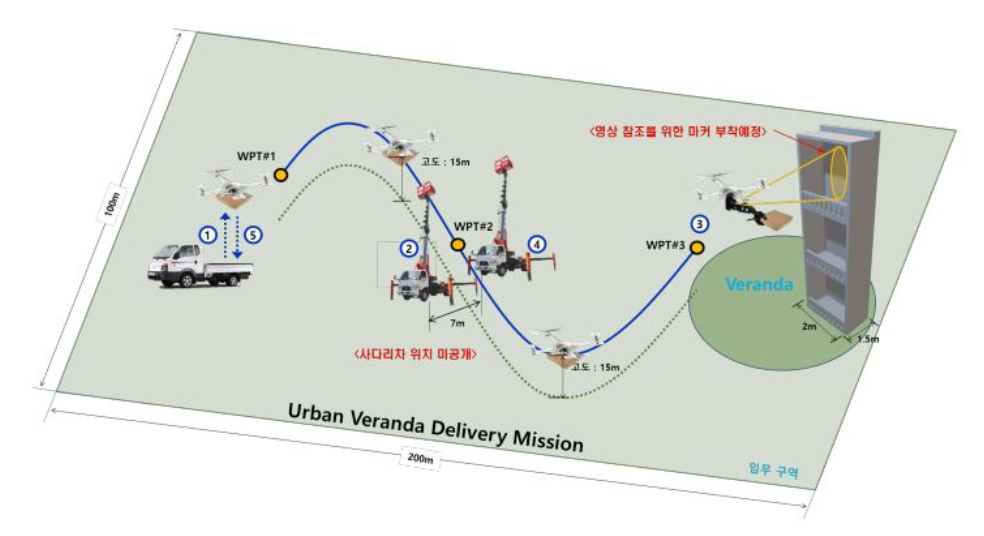 <영상 참조를 위한 마커 부착예정>
WPT#1
고도 : 15m
100m
WPT#2
①
⑤
②
④
③
WPT#3
Veranda
7m
2m
1.5m
<사다리차 위치 미공개>
고도 : 15m
Urban Veranda Delivery Mission
200m
임무 구역